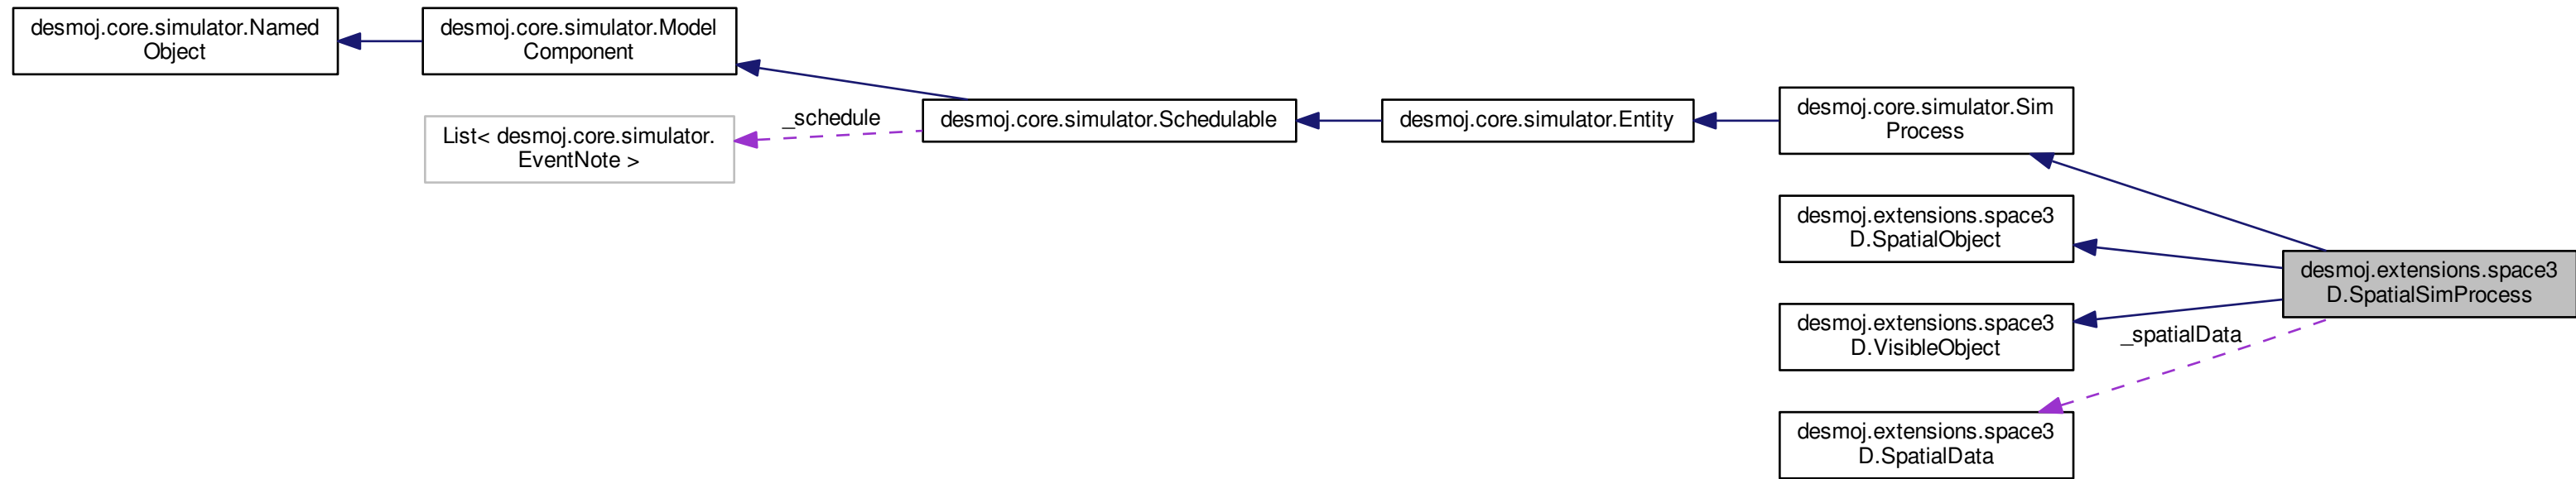 desmoj.core.simulator.Named
Object
desmoj.core.simulator.Model
Component
List< desmoj.core.simulator.
EventNote >
_schedule
desmoj.core.simulator.Schedulable
desmoj.core.simulator.Entity
desmoj.core.simulator.Sim
Process
desmoj.extensions.space3
D.SpatialObject
desmoj.extensions.space3
D.VisibleObject
desmoj.extensions.space3
D.SpatialData
_spatialData
desmoj.extensions.space3
D.SpatialSimProcess